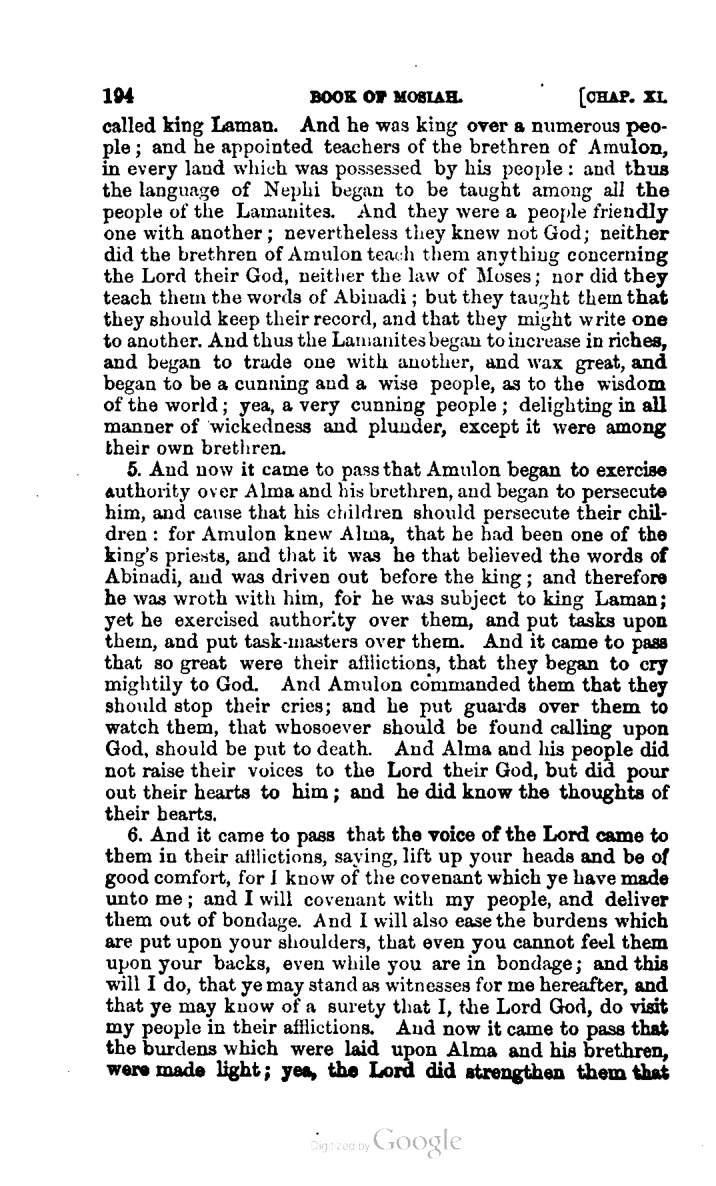 194 BOOK OF MOSIAH. [CHAP. XI.
called king Laman. And he was king over a numerous peo-
ple; and he appointed teachers of the brethren of Amulon,
in every land which was possessed by his people: and thus
the language of Nephi began to be taught among all the
people of the Lamanites. And they were a people friendly
one with another; nevertheless they knew not God; neither
did the brethren of Amulon teach them anything concerning
the Lord their God, neither the law of Moses; nor did they
teach them the words of Abinadi; but they taught them that
they should keep their record, and that they might write one
to another. And thus the Lamanites began to increase in riches,
and began to trade one with another, and wax great, and
began to be a cunning and a wise people, as to the wisdom
of the world; yea, a very cunning people; delighting in all
manner of wickedness and plunder, except it were among
their own brethren.
5. And now it came to pass that Amulon began to exercise
authority over Alma and his brethren, and began to persecute
him, and cause that his children should persecute their chil-
dren: for Amulon knew Alma, that he had been one of the
king's priests, and that it was he that believed the words of
Abinadi, and was driven out before the king; and therefore
he was wroth with him, for he was subject to king Laman;
yet he exercised authority over them, and put tasks upon
them, and put task-masters over them. And it came to pass
that so great were their afflictions, that they began to cry
mightily to God. And Amulon commanded them that they
should stop their cries; and he put guards over them to
watch them, that whosoever should be found calling upon
God, should be put to death. And Alma and his people did
not raise their voices to the Lord their God, but did pour
out their hearts to him; and he did know the thoughts of
their hearts.
6. And it came to pass that the voice of the Lord came to
them in their afflictions, saying, lift up your heads and be of
good comfort, for I know of the covenant which ye have made
unto me; and I will covenant with my people, and deliver
them out of bondage. And I will also ease the burdens which
are put upon your shoulders, that even you cannot feel them
upon your backs, even while you are in bondage; and this
will I do, that ye may stand as witnesses for me hereafter, and
that ye may know of a surety that I, the Lord God, do visit
my people in their afflictions. And now it came to pass that
the burdens which were laid upon Alma and his brethren,
were made light; yea, the Lord did strengthen them that
Digitized by Google